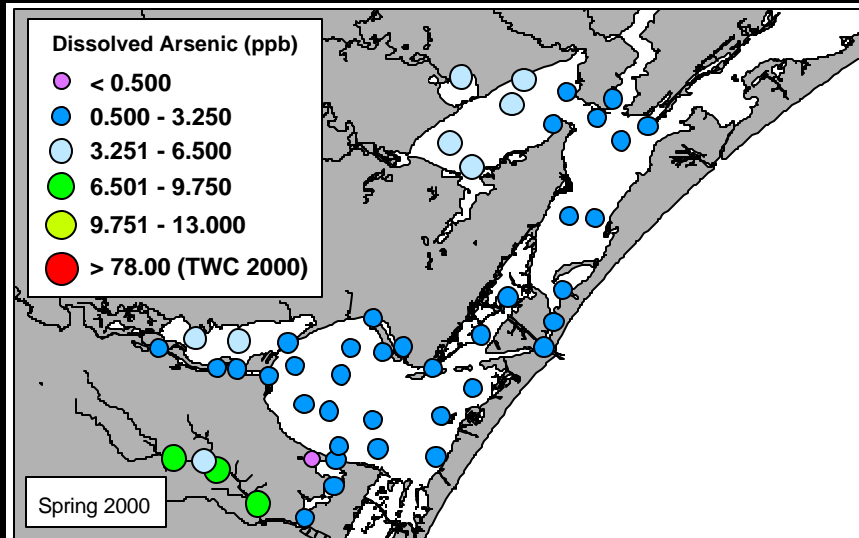 Dissolved Arsenic (ppb)
< 0.500
0.500 - 3.250
3.251 - 6.500
6.501 - 9.750
9.751 - 13.000
> 78.00 (TWC 2000)
Spring 2000